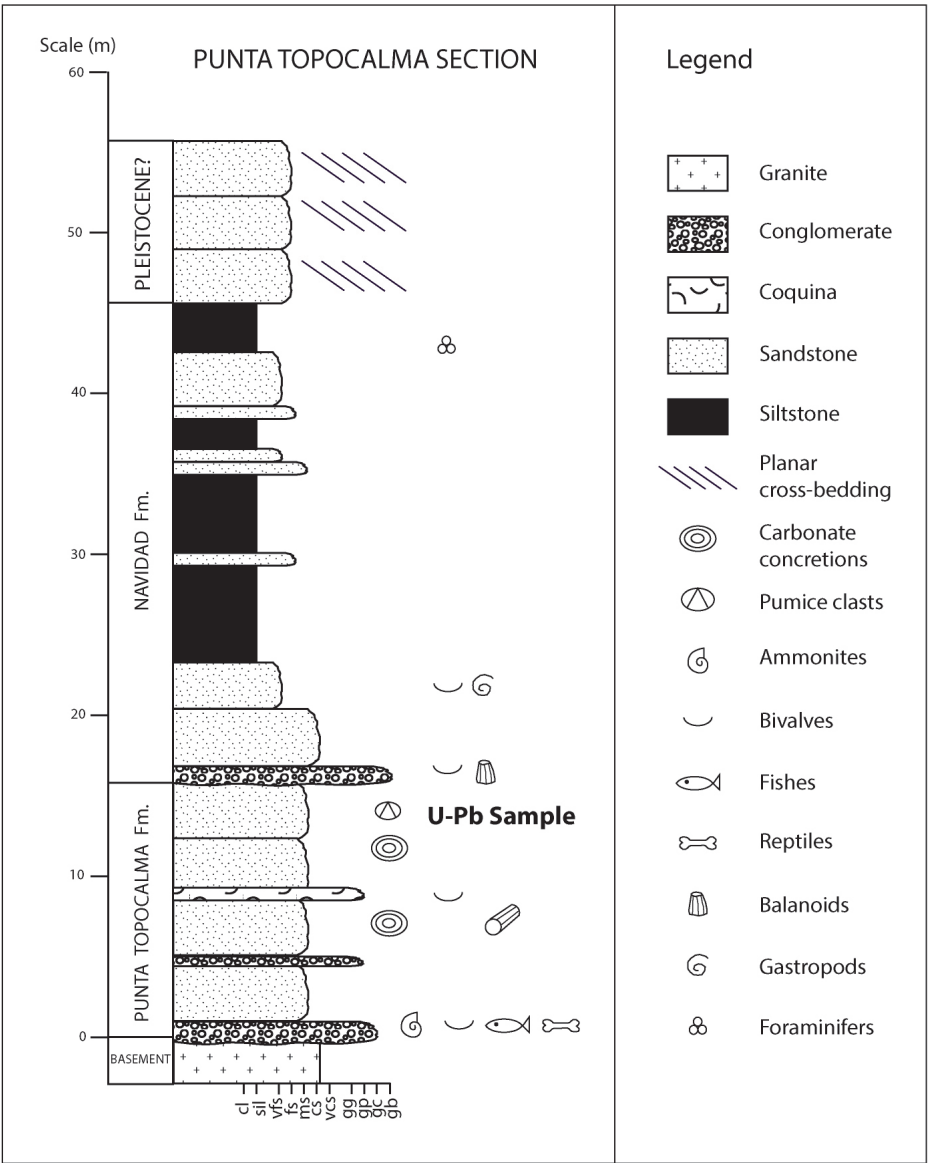 Scale (m)
PUNTA TOPOCALMA SECTION
60
50
40
30
20
10
0
PLEISTOCENE?
NAVIDAD Fm.
PUNTA TOPOCALMA Fm.
BASEMENT
U-Pb Sample
cl
sil
vfs
fs
ms
cs
vcs
gg
gp
gc
gb
Legend
Granite
Conglomerate
Coquina
Sandstone
Siltstone
Planar
cross-bedding
Carbonate
concretions
Pumice clasts
Ammonites
Bivalves
Fishes
Reptiles
Balanoids
Gastropods
Foraminifers